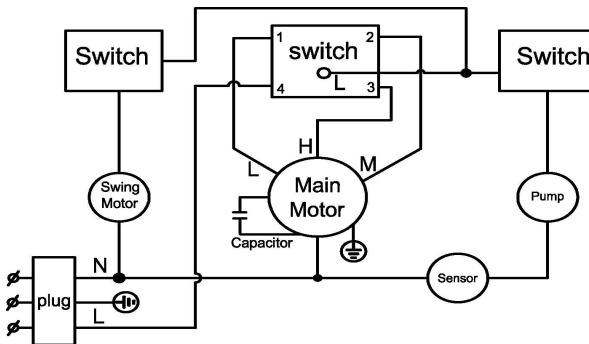 Switch
1
switch
2
L
4
3
Switch
H
L
M
Swing
Motor
Main
Motor
Capacitor
Pump
N
plug
L
Sensor